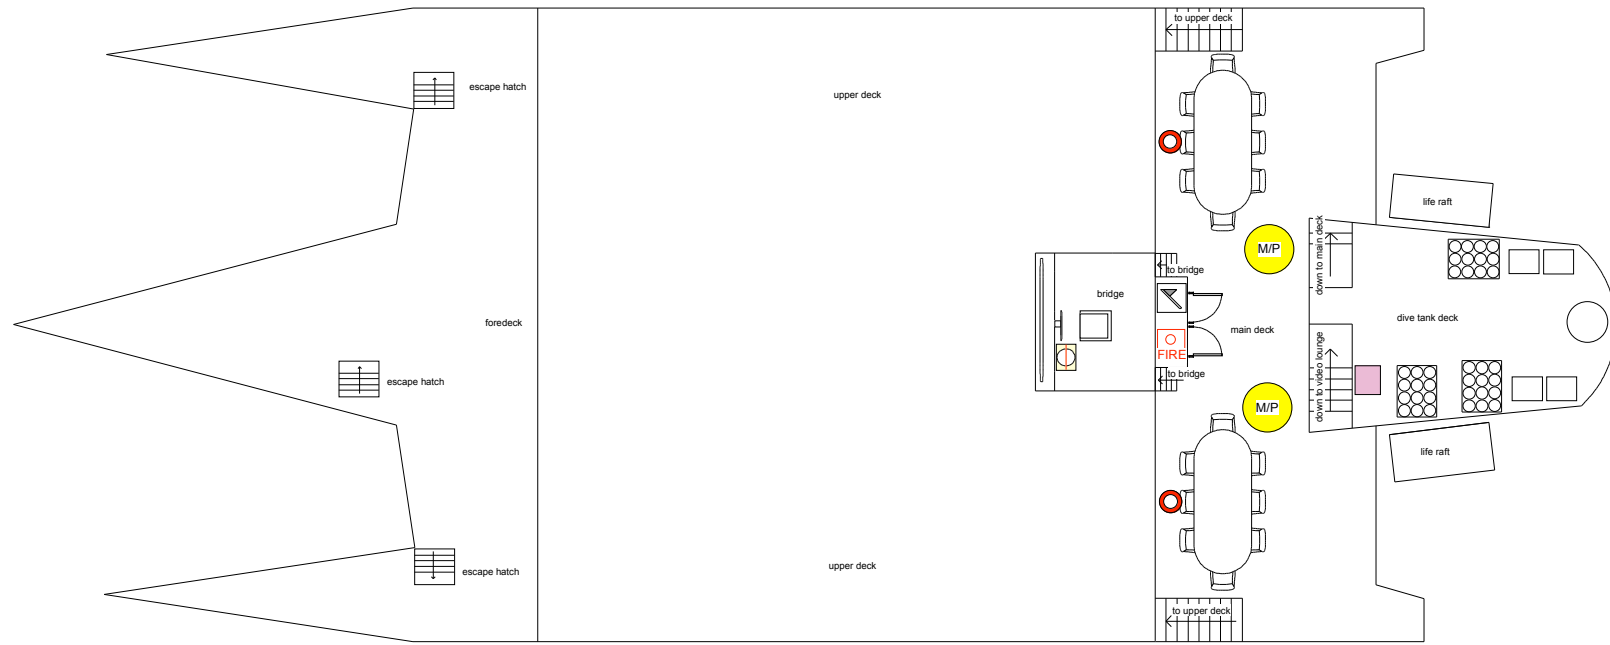 to upper deck
escape hatch
upper deck
life raft
M/P
down to main deck
to bridge
bridge
dive tank deck
foredeck
main deck
FIRE
down to video lounge
to bridge
escape hatch
M/P
life raft
upper deck
escape hatch
to upper deck